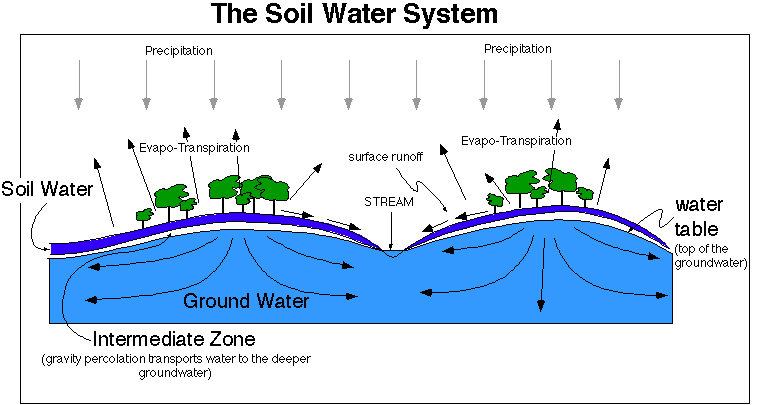 The Soil Water System
Precipitation
Precipitation
Evapo-Transpiration
Evapo-Transpiration
surface runoff
Soil Water
STREAM
water
table
(top of the
groundwater)
Ground Water
Intermediate Zone
(gravity percolation transports water to the deeper
groundwater)